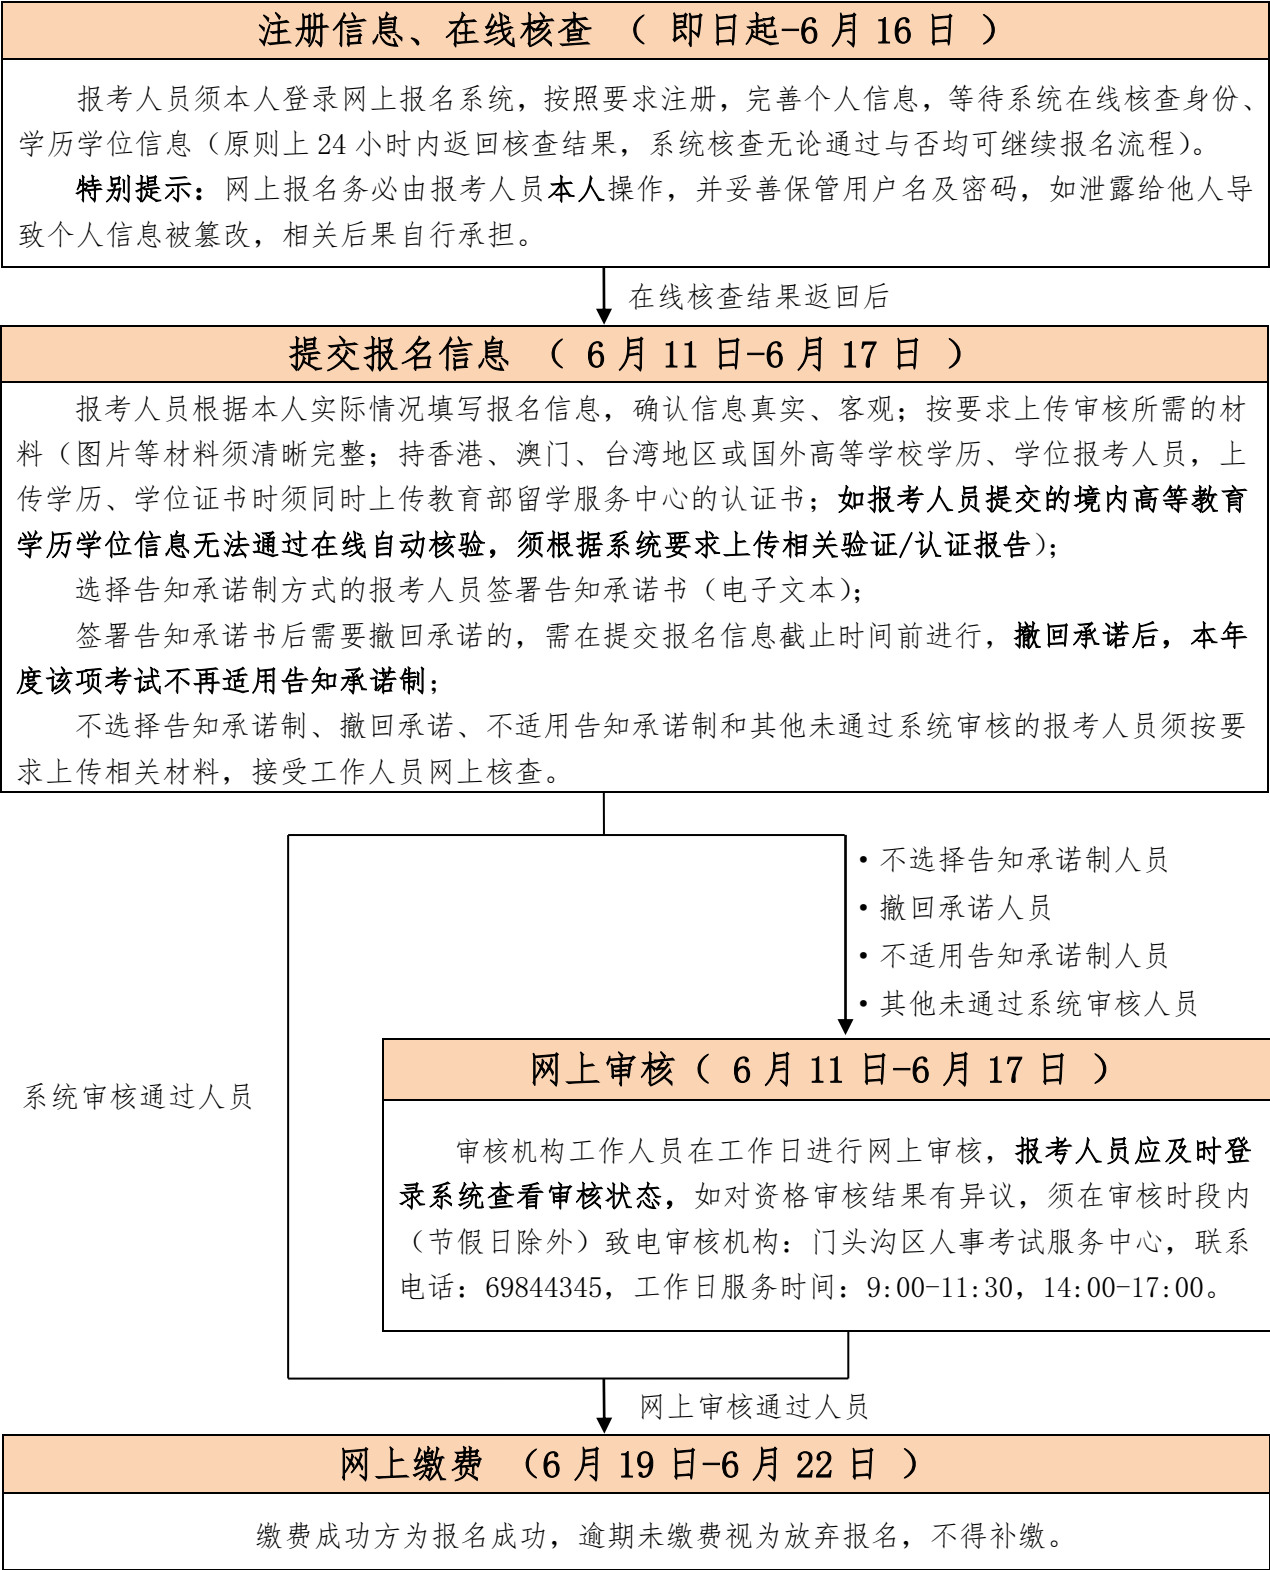 注册信息、在线核查 （ 即日起-6 月 16 日 ）
报考人员须本人登录网上报名系统，按照要求注册，完善个人信息，等待系统在线核查身份、
学历学位信息（原则上 24 小时内返回核查结果，系统核查无论通过与否均可继续报名流程）。
特别提示：网上报名务必由报考人员本人操作，并妥善保管用户名及密码，如泄露给他人导
致个人信息被篡改，相关后果自行承担。
在线核查结果返回后
提交报名信息 （ 6 月 11 日-6 月 17 日 ）
报考人员根据本人实际情况填写报名信息，确认信息真实、客观；按要求上传审核所需的材
料（图片等材料须清晰完整；持香港、澳门、台湾地区或国外高等学校学历、学位报考人员，上
传学历、学位证书时须同时上传教育部留学服务中心的认证书；如报考人员提交的境内高等教育
学历学位信息无法通过在线自动核验，须根据系统要求上传相关验证/认证报告）；
选择告知承诺制方式的报考人员签署告知承诺书（电子文本）；
签署告知承诺书后需要撤回承诺的，需在提交报名信息截止时间前进行，撤回承诺后，本年
度该项考试不再适用告知承诺制；
不选择告知承诺制、撤回承诺、不适用告知承诺制和其他未通过系统审核的报考人员须按要
求上传相关材料，接受工作人员网上核查。
·不选择告知承诺制人员
·撤回承诺人员
·不适用告知承诺制人员
·其他未通过系统审核人员
系统审核通过人员
网上审核（ 6 月 11 日-6 月 17 日 ）
审核机构工作人员在工作日进行网上审核，报考人员应及时登
录系统查看审核状态，如对资格审核结果有异议，须在审核时段内
（节假日除外）致电审核机构：门头沟区人事考试服务中心，联系
电话：69844345，工作日服务时间：9:00-11:30，14:00-17:00。
网上审核通过人员
网上缴费 （6 月 19 日-6 月 22 日 ）
缴费成功方为报名成功，逾期未缴费视为放弃报名，不得补缴。